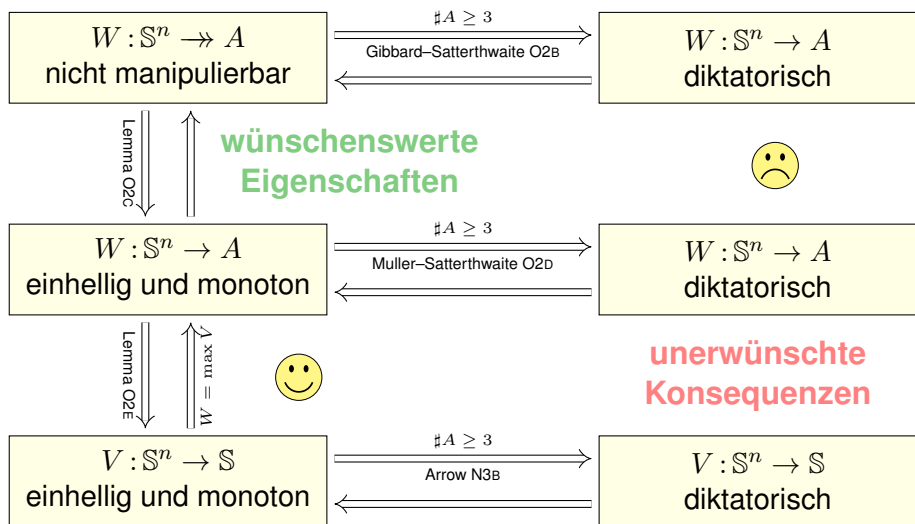 W : 𝕊ⁿ ↠ A
nicht manipulierbar
♯A ≥ 3
Gibbard–Satterthwaite O2B
W : 𝕊ⁿ → A
diktatorisch
Lemma O2C
wünschenswerte
Eigenschaften
W : 𝕊ⁿ → A
einhellig und monoton
♯A ≥ 3
Muller–Satterthwaite O2D
W : 𝕊ⁿ → A
diktatorisch
Lemma O2E
W = max V
unerwünschte
Konsequenzen
V : 𝕊ⁿ → 𝕊
einhellig und monoton
♯A ≥ 3
Arrow N3B
V : 𝕊ⁿ → 𝕊
diktatorisch